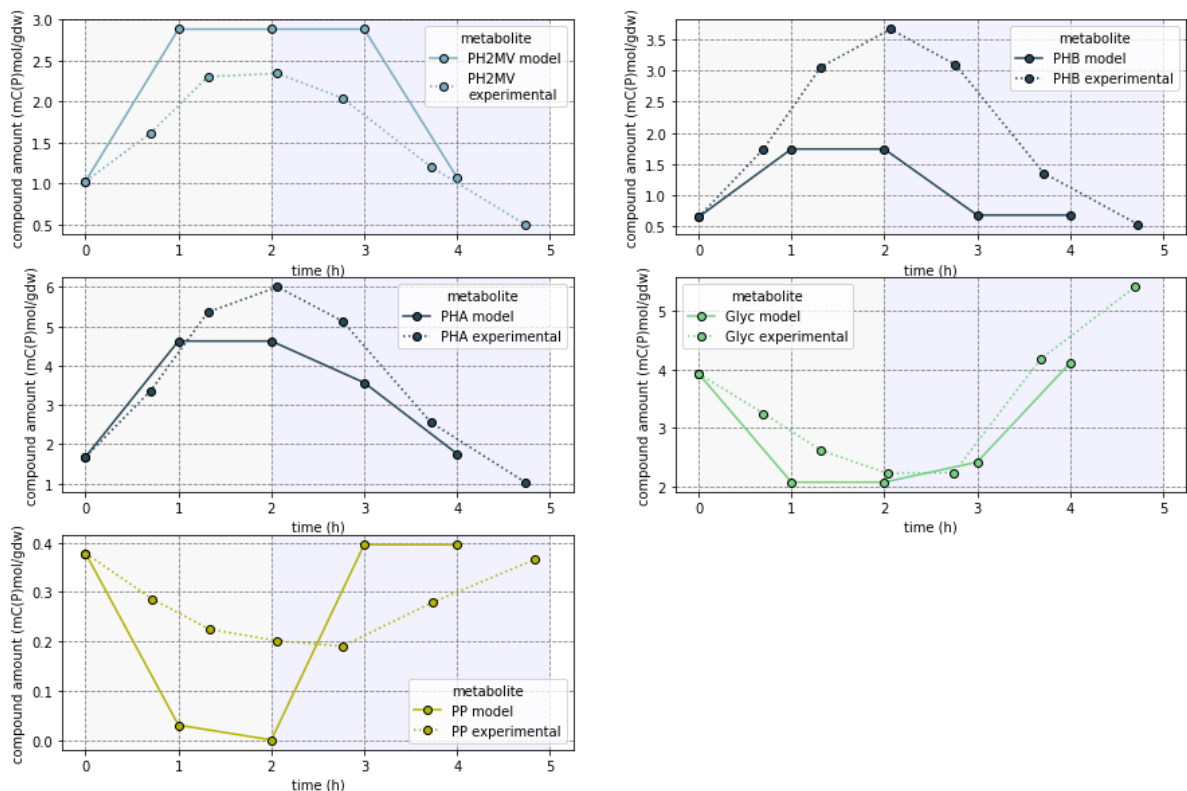 compound amount (mC(P)mol/gdw)
3.0
2.5
2.0
1.5
1.0
0.5
metabolite
PH2MV model
PH2MV
experimental
0 1 2 3 4 5
time (h)
compound amount (mC(P)mol/gdw)
3.5
3.0
2.5
2.0
1.5
1.0
0.5
metabolite
PHB model
PHB experimental
0 1 2 3 4 5
time (h)
compound amount (mC(P)mol/gdw)
6
5
4
3
2
1
metabolite
PHA model
PHA experimental
0 1 2 3 4 5
time (h)
compound amount (mC(P)mol/gdw)
5
4
3
2
metabolite
Glyc model
Glyc experimental
0 1 2 3 4 5
time (h)
compound amount (mC(P)mol/gdw)
0.4
0.3
0.2
0.1
0.0
metabolite
PP model
PP experimental
0 1 2 3 4 5
time (h)